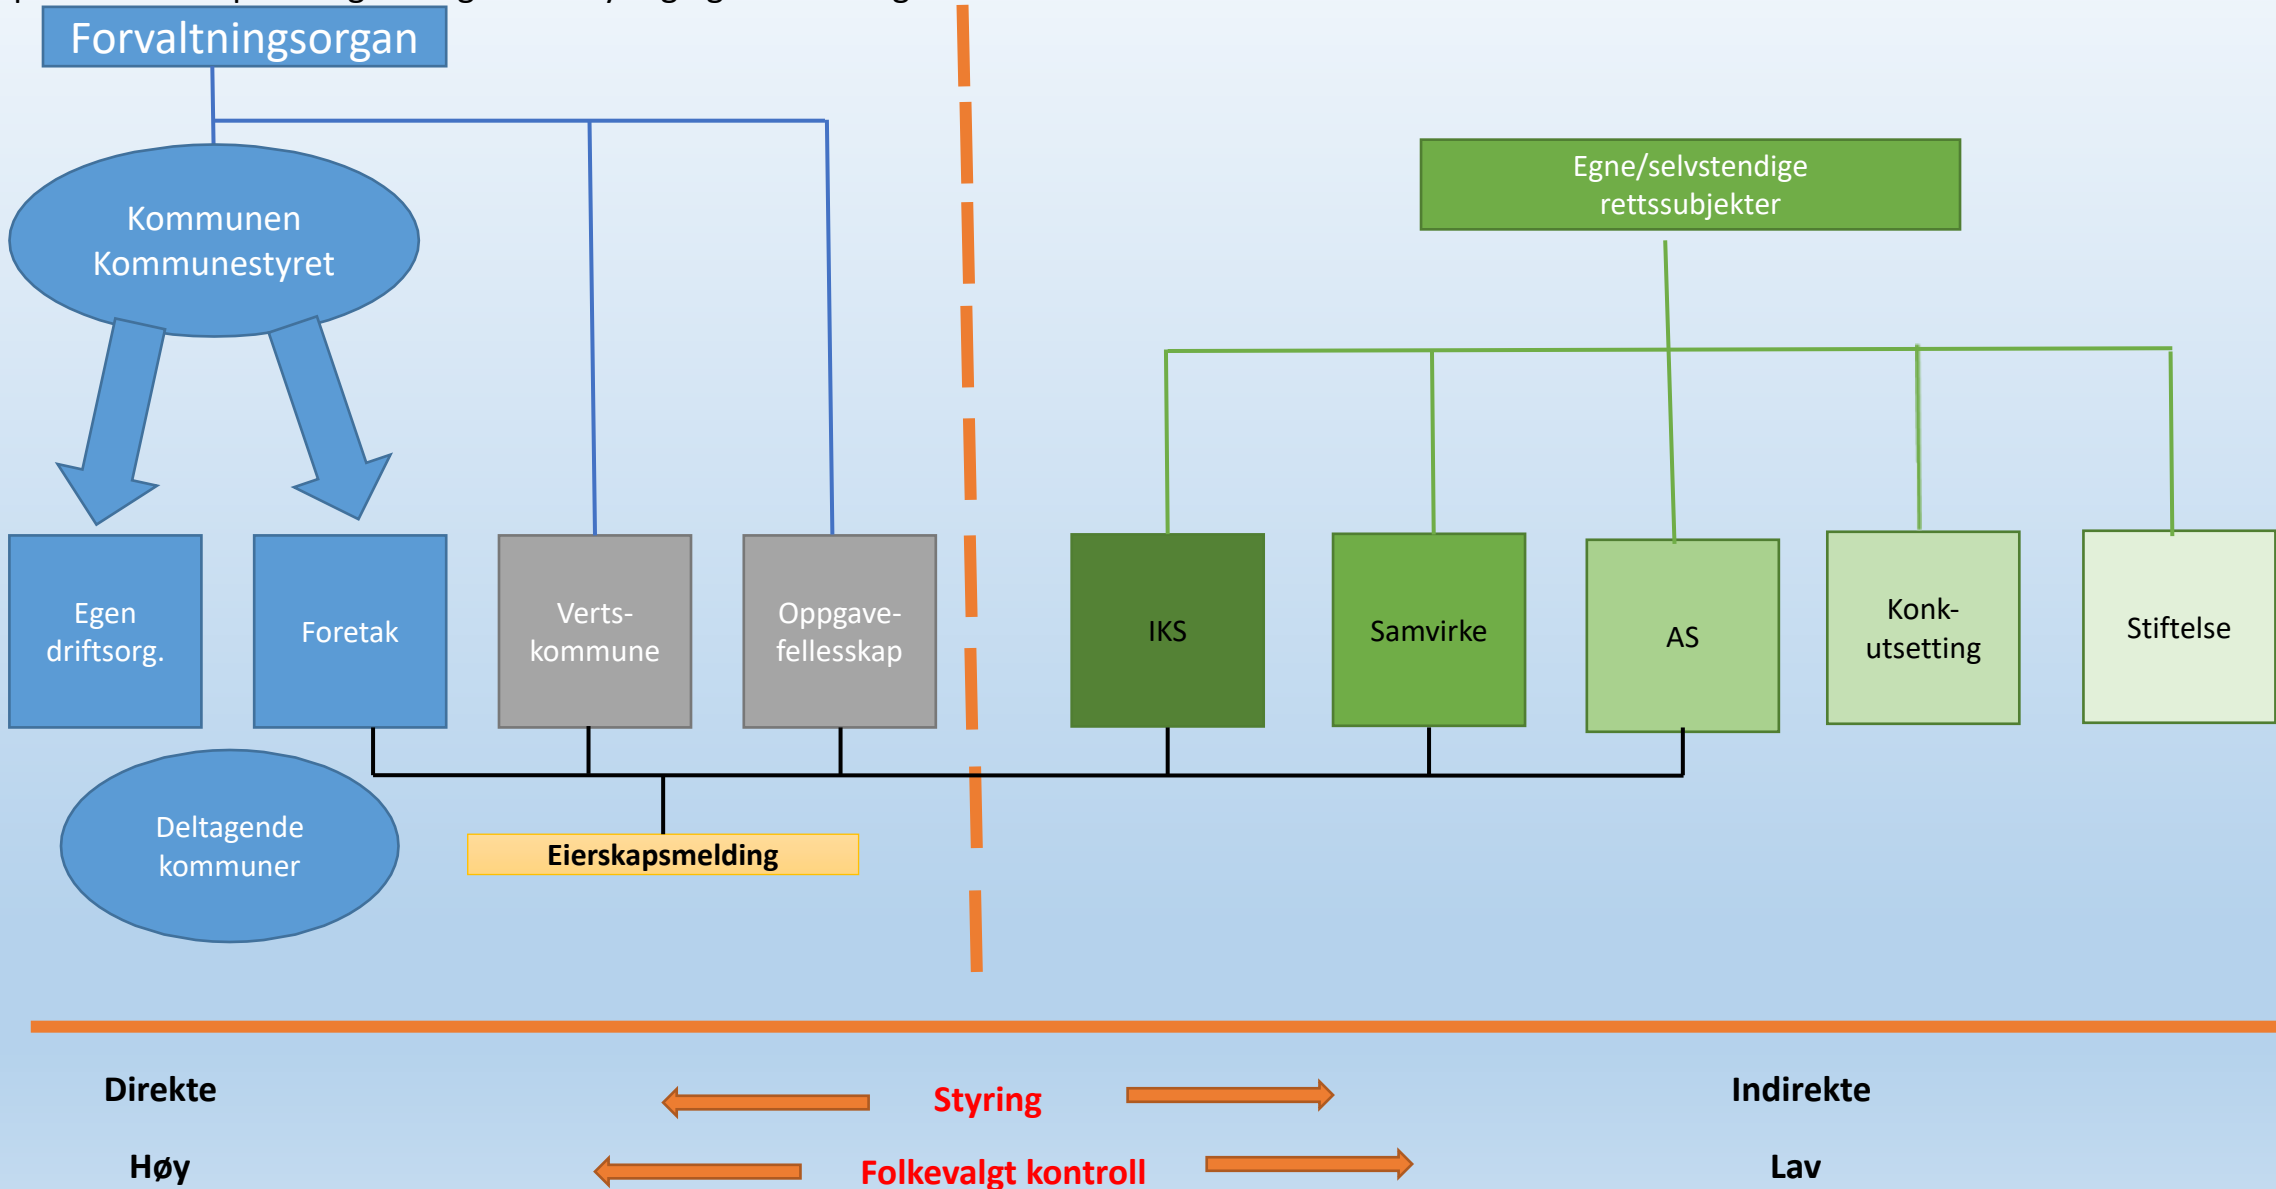 Forvaltningsorgan
Kommunen
Kommunestyret
Egne/selvstendige
rettssubjekter
Egen
driftsorg.
Foretak
Verts-
kommune
Oppgave-
fellesskap
IKS
Samvirke
AS
Konk-
utsetting
Stiftelse
Deltagende
kommuner
Eierskapsmelding
Direkte
Styring
Indirekte
Høy
Folkevalgt kontroll
Lav